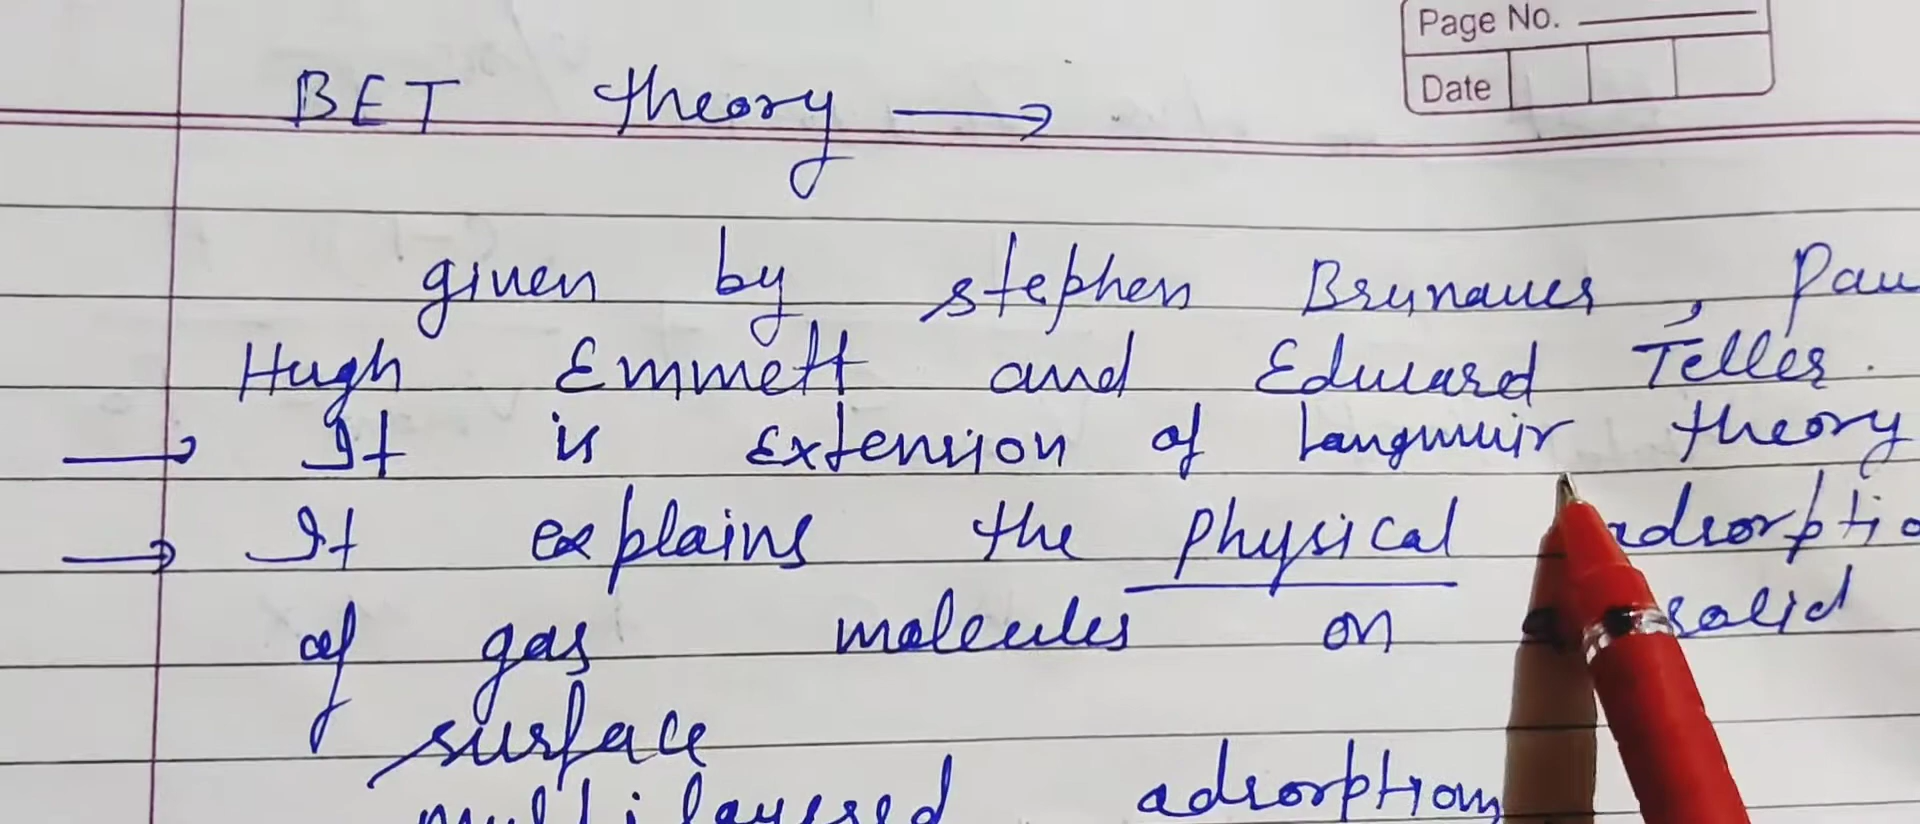 Page No.
Date
BET theory →
given by stephen Brunauer, Pau
Hugh Emmett and Edward Teller.
→ It is Extension of Langmuir theory
→ It explains the physical adsorptio
of gas molecules on a solid
surface
multilayered adsorption